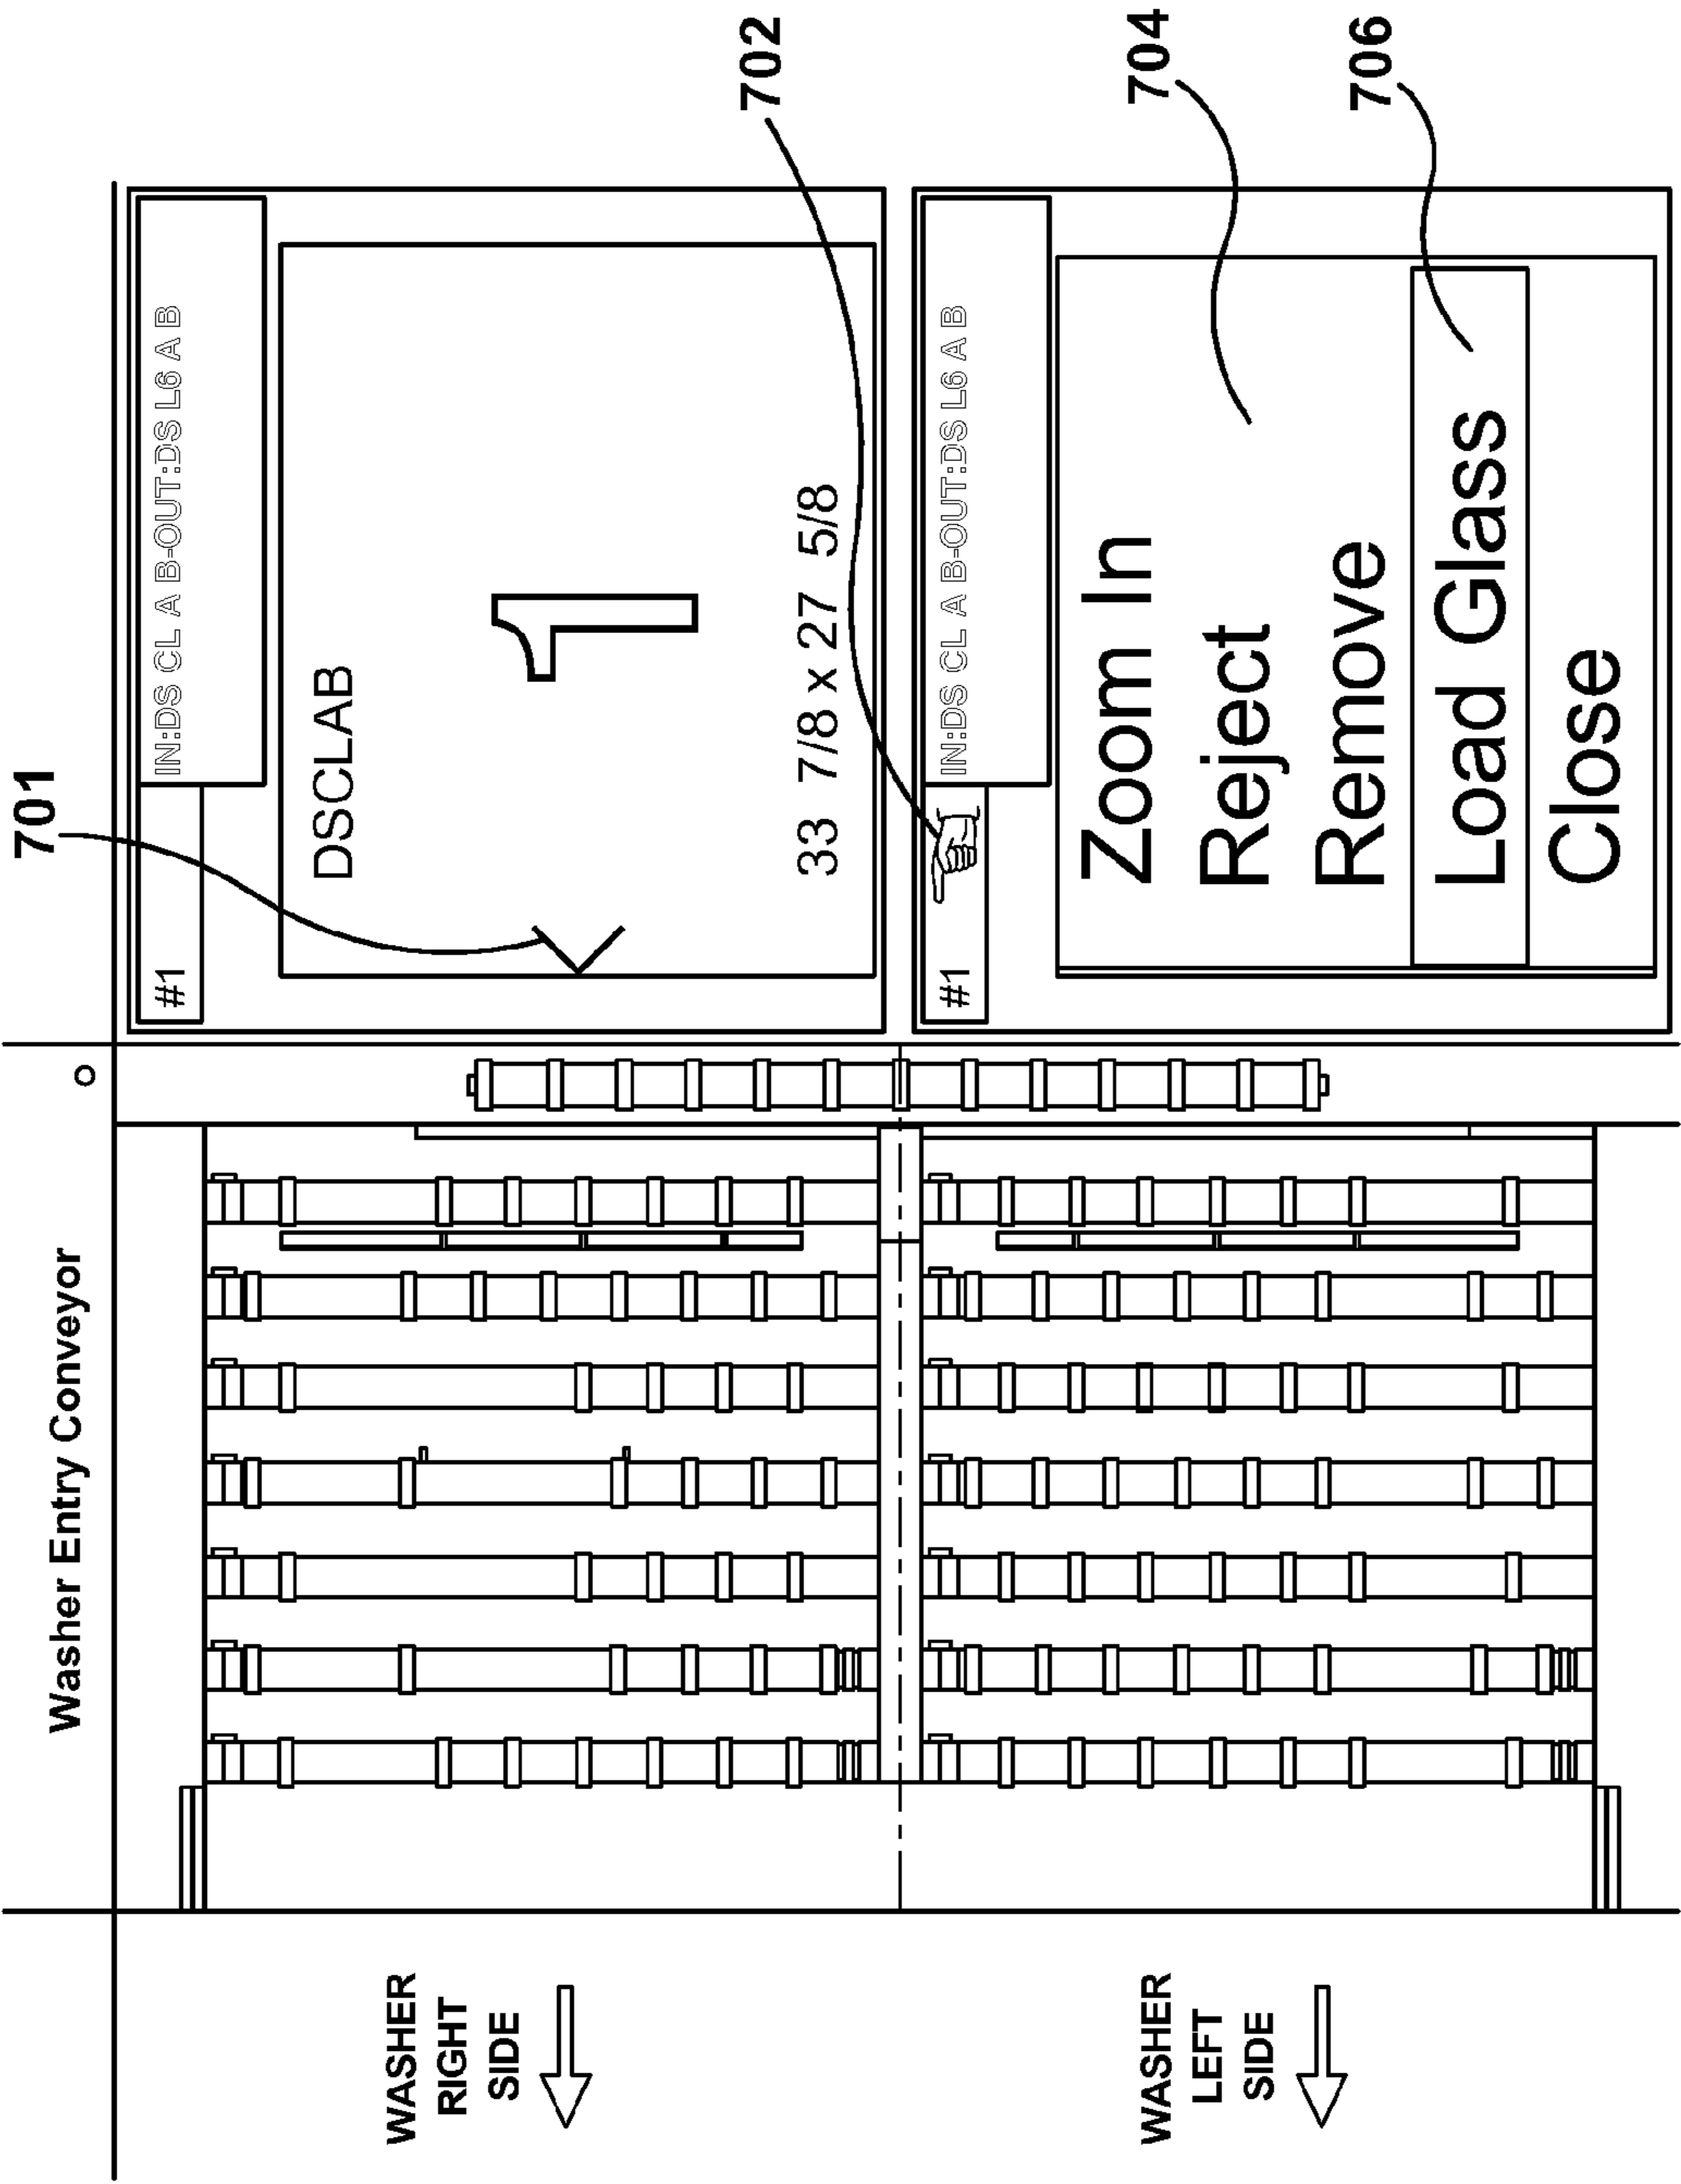 Washer Entry Conveyor
701
WASHER
RIGHT
SIDE
#1
IN:DS CL A B-OUT:DS L6 A B
DSCLAB
1
33 7/8 x 27 5/8
702
WASHER
LEFT
SIDE
#1
IN:DS CL A B-OUT:DS L6 A B
Zoom In
Reject
Remove
Load Glass
Close
704
706